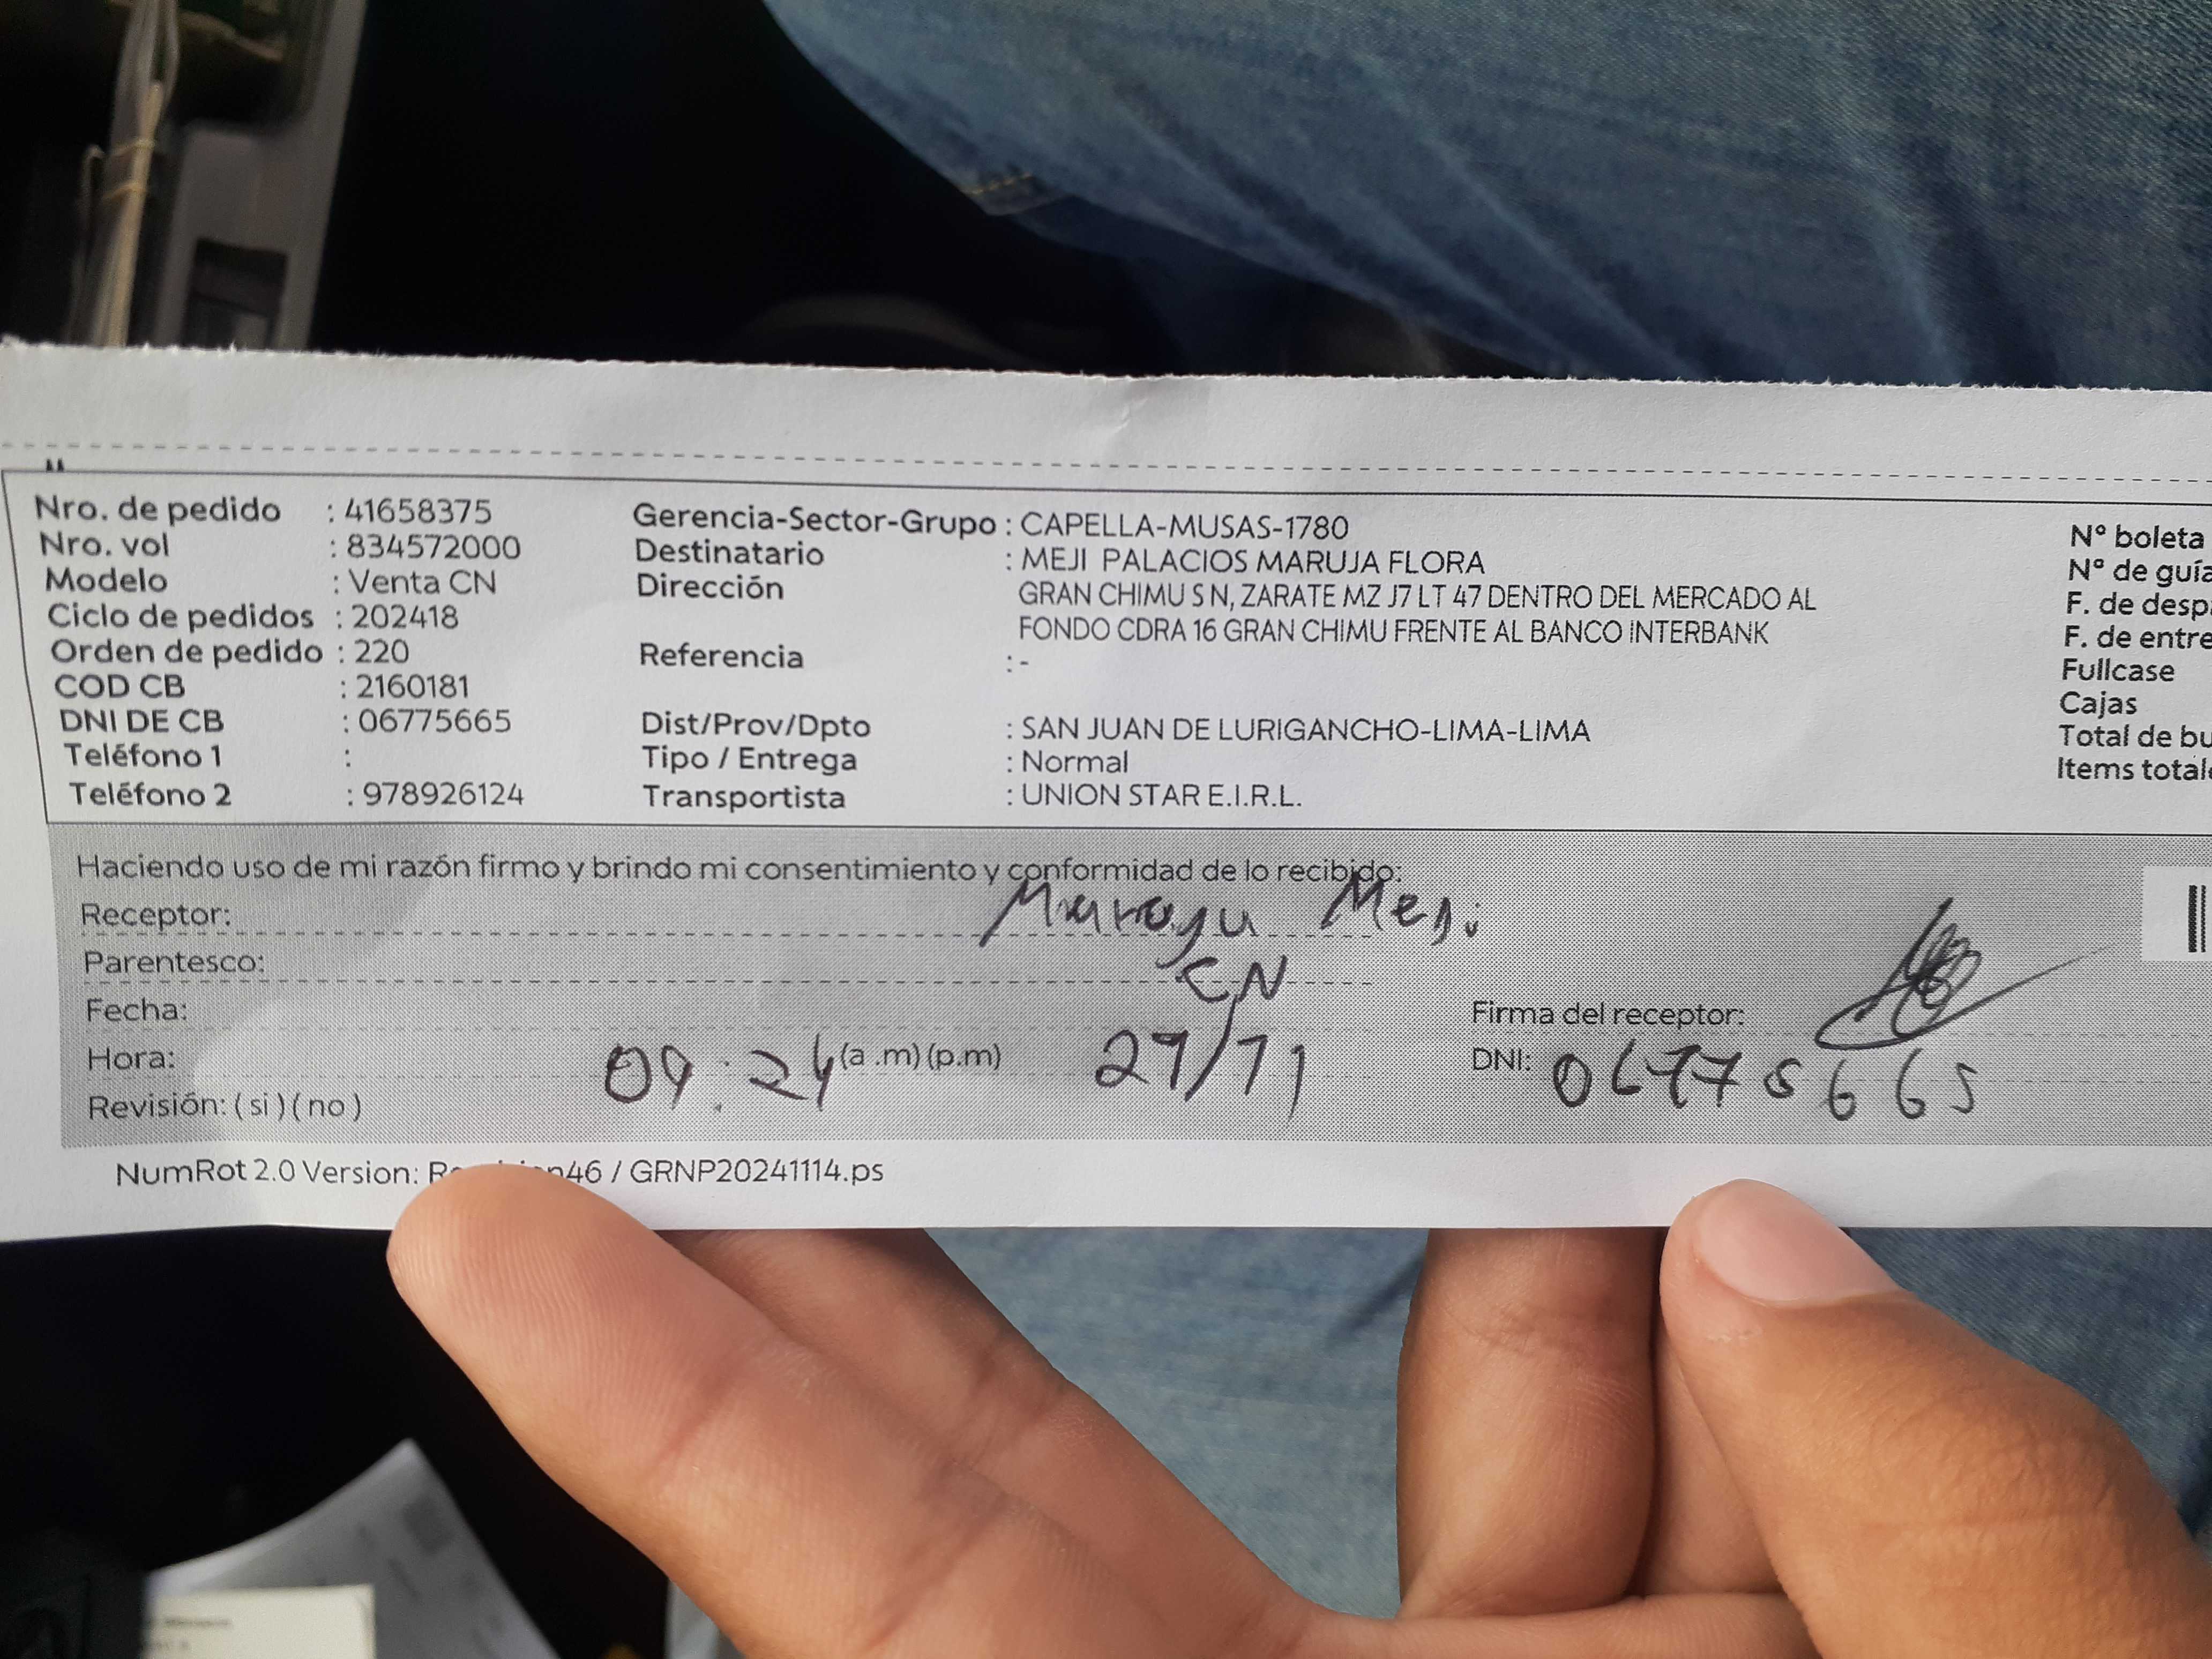 Nro. de pedido : 41658375
Nro. vol : 834572000
Modelo : Venta CN
Ciclo de pedidos : 202418
Orden de pedido : 220
COD CB : 2160181
DNI DE CB : 06775665
Teléfono 1 :
Teléfono 2 : 978926124
Gerencia-Sector-Grupo : CAPELLA-MUSAS-1780
Destinatario : MEJI PALACIOS MARUJA FLORA
Dirección GRAN CHIMU S N, ZARATE MZ J7 LT 47 DENTRO DEL MERCADO AL
FONDO CDRA 16 GRAN CHIMU FRENTE AL BANCO INTERBANK
Referencia : -
Dist/Prov/Dpto : SAN JUAN DE LURIGANCHO-LIMA-LIMA
Tipo / Entrega : Normal
Transportista : UNION STAR E.I.R.L.
N° boleta
N° de guía
F. de desp
F. de entre
Fullcase
Cajas
Total de bu
Items total
Haciendo uso de mi razón firmo y brindo mi consentimiento y conformidad de lo recibido:
Receptor: Maruja Meji
Parentesco: CN
Fecha: 27/11
Hora: 09:24 (a .m) (p.m)
Revisión: ( si ) ( no )
Firma del receptor:
DNI: 06775665
NumRot 2.0 Version: 46 / GRNP20241114.ps